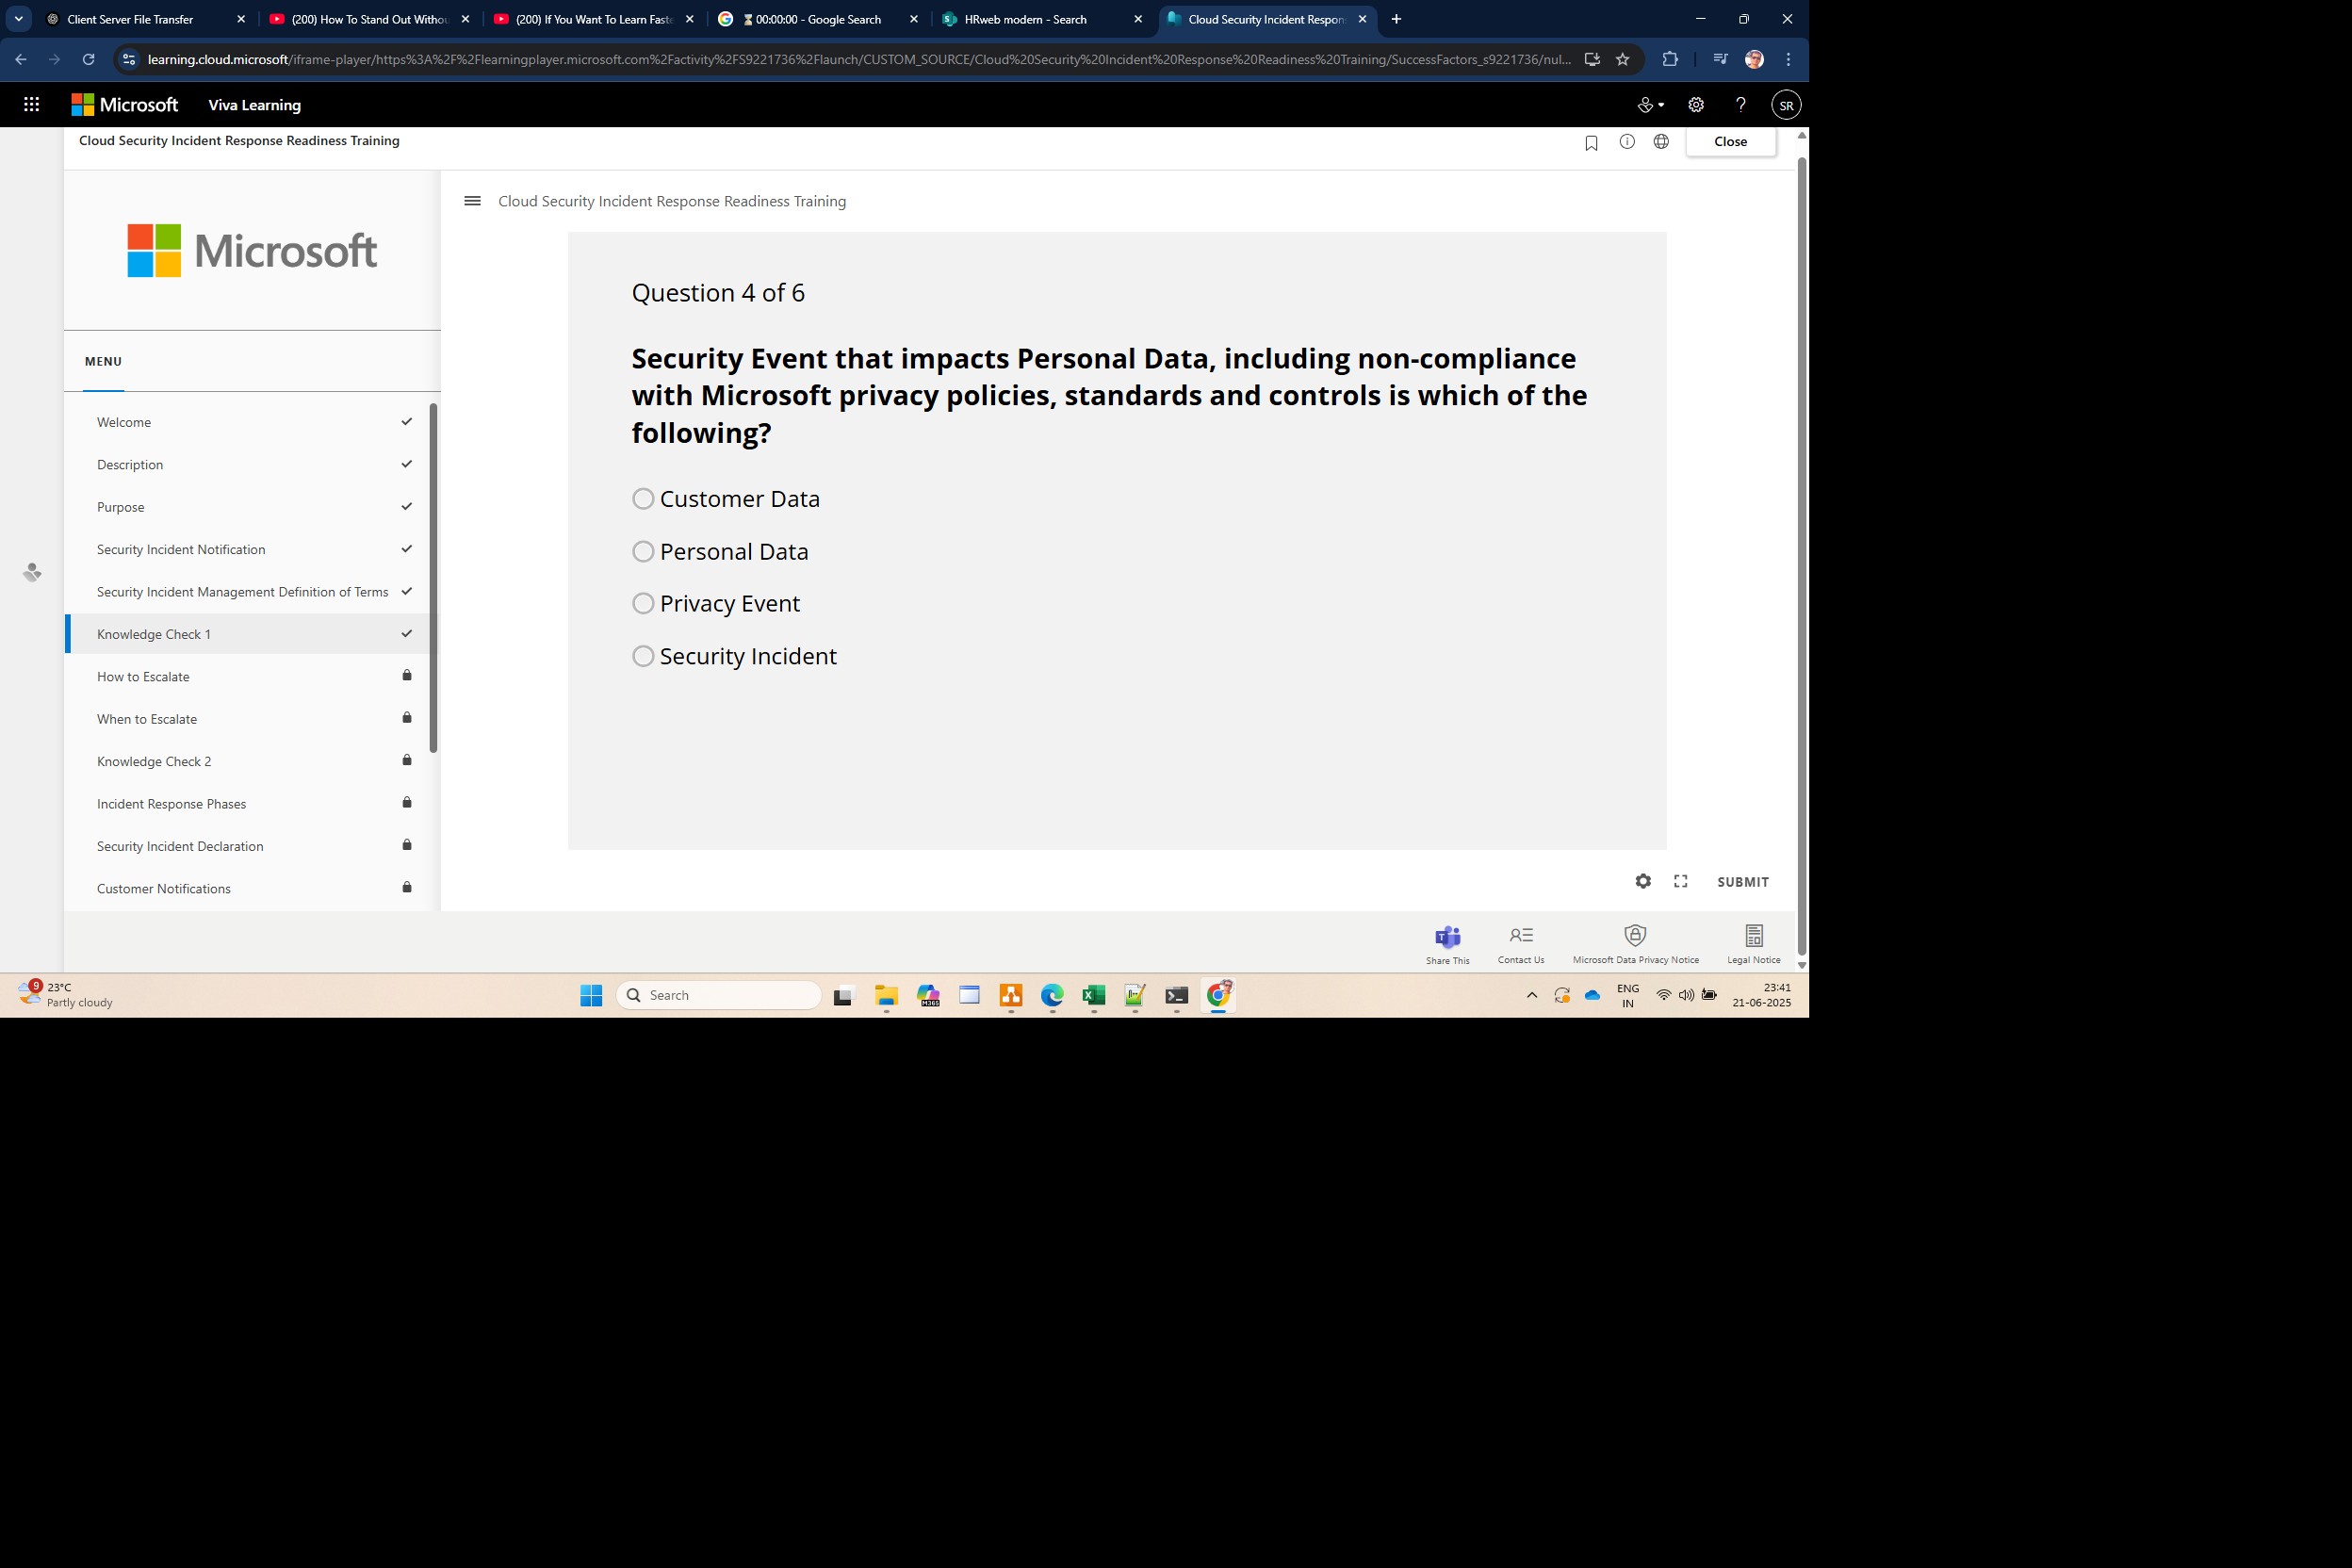 Client Server File Transfer
(200) How To Stand Out Withou
(200) If You Want To Learn Faste
00:00:00 - Google Search
HRweb modern - Search
Cloud Security Incident Respon
learning.cloud.microsoft/iframe-player/https%3A%2F%2Flearningplayer.microsoft.com%2Factivity%2FS9221736%2Flaunch/CUSTOM_SOURCE/Cloud%20Security%20Incident%20Response%20Readiness%20Training/SuccessFactors_s9221736/nul...
Microsoft
Viva Learning
SR
Cloud Security Incident Response Readiness Training
Close
Microsoft
Cloud Security Incident Response Readiness Training
MENU
Welcome
Description
Purpose
Security Incident Notification
Security Incident Management Definition of Terms
Knowledge Check 1
How to Escalate
When to Escalate
Knowledge Check 2
Incident Response Phases
Security Incident Declaration
Customer Notifications
Question 4 of 6
Security Event that impacts Personal Data, including non-compliance
with Microsoft privacy policies, standards and controls is which of the
following?
Customer Data
Personal Data
Privacy Event
Security Incident
SUBMIT
Share This
Contact Us
Microsoft Data Privacy Notice
Legal Notice
9
23°C
Partly cloudy
Search
M365
ENG
IN
23:41
21-06-2025